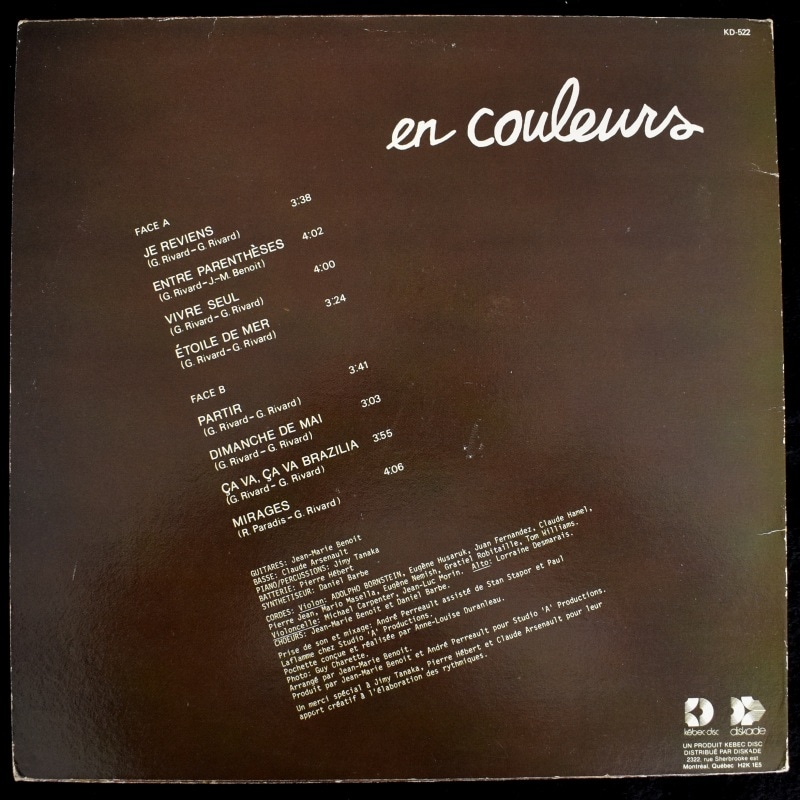 KD-522
en couleurs
FACE A
JE REVIENS 3:38
(G. Rivard-G. Rivard)
ENTRE PARENTHÈSES 4:02
(G. Rivard-J-M. Benoit)
VIVRE SEUL 4:00
(G. Rivard-G. Rivard)
ÉTOILE DE MER 3:24
(G. Rivard-G. Rivard)
FACE B
PARTIR 3:41
(G. Rivard-G. Rivard)
DIMANCHE DE MAI 3:03
(G. Rivard-G. Rivard)
ÇA VA, ÇA VA BRAZILIA 3:55
(G. Rivard-G. Rivard)
MIRAGES 4:06
(R. Paradis-G. Rivard)
GUITARES: Jean-Marie Benoit
BASSE: Claude Arsenault
PIANO/PERCUSSIONS: Jimy Tanaka
BATTERIE: Pierre Hébert
SYNTHETISEUR: Daniel Barbe
CORDES: Violon: ADOLPHO BORNSTEIN, Eugène Husaruk, Juan Fernandez, Claude Hamel,
Pierre Jean, Mario Masella, Eugène Nemish, Gratiel Robitaille, Tom Williams.
Violoncelle: Michael Carpenter, Jean-Luc Morin. Alto: Lorraine Desmarais.
CHOEURS: Jean-Marie Benoit et Daniel Barbe.
Prise de son et mixage: André Perreault assisté de Stan Stapor et Paul
Laflamme chez Studio 'A' Productions.
Pochette conçue et réalisée par Anne-Louise Duranleau.
Photo: Guy Charette.
Arrangé par Jean-Marie Benoit.
Produit par Jean-Marie Benoit et André Perreault pour Studio 'A' Productions.
Un merci spécial à Jimy Tanaka, Pierre Hébert et Claude Arsenault pour leur
apport créatif à l'élaboration des rythmiques.
kébec disc diskade
UN PRODUIT KEBEC DISC
DISTRIBUÉ PAR DISKADE
2322, rue Sherbrooke est
Montréal, Québec H2K 1E5